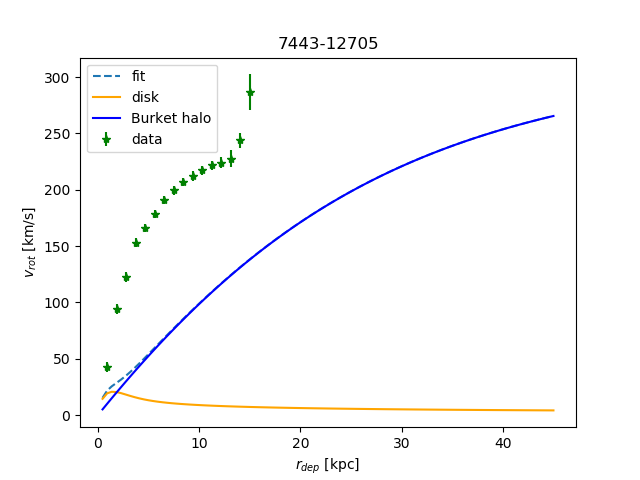 7443-12705
fit
disk
Burket halo
data
300
250
200
150
100
50
0
v_rot [km/s]
0 10 20 30 40
r_dep [kpc]